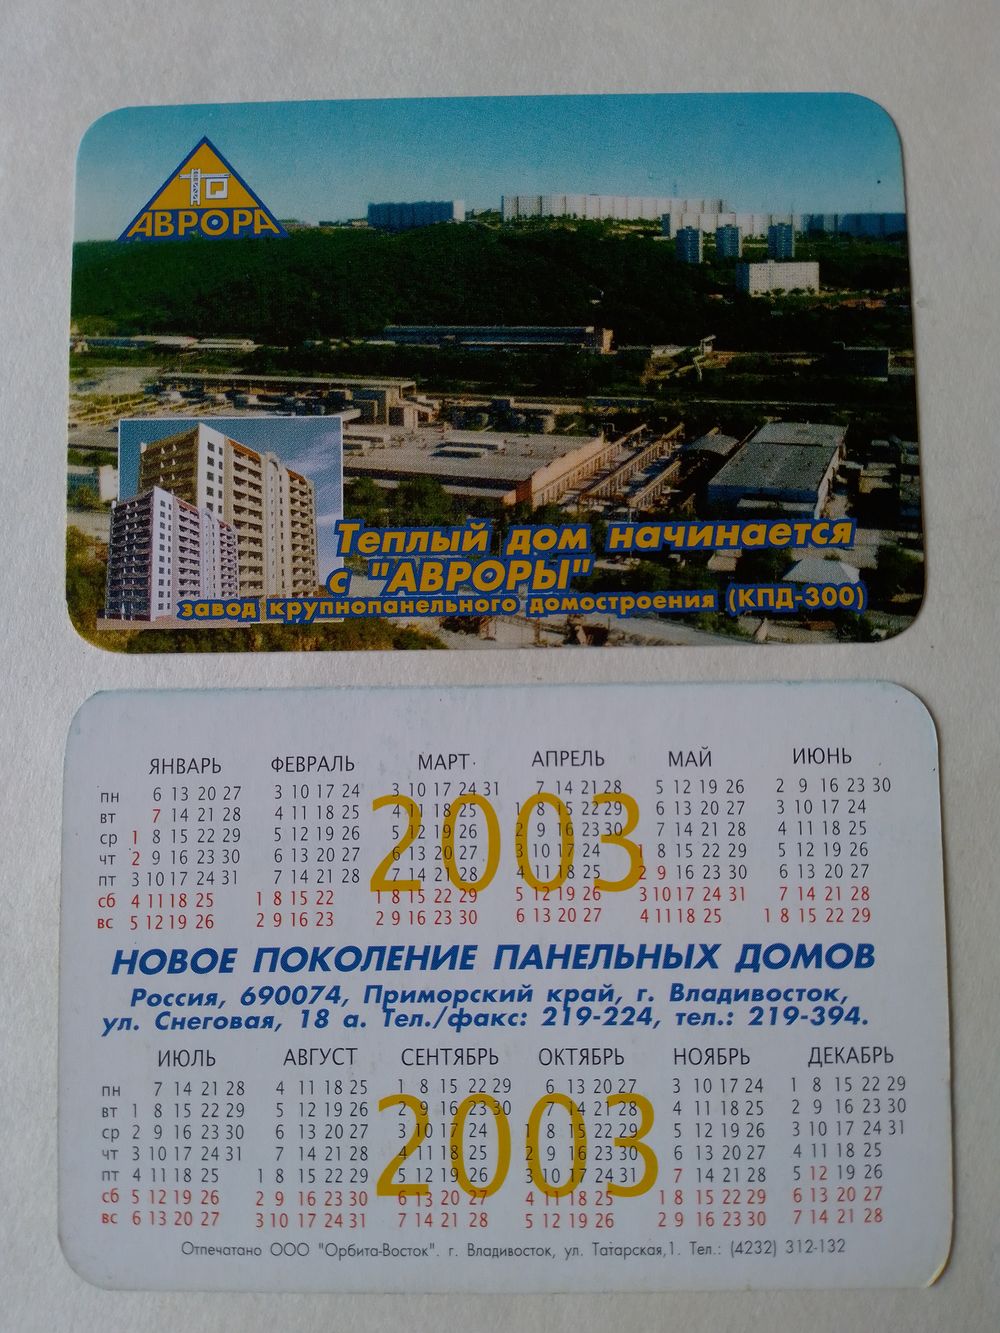 АВРОРА
Теплый дом начинается
с "АВРОРЫ"
завод крупнопанельного домостроения (КПД-300)
ЯНВАРЬ ФЕВРАЛЬ МАРТ АПРЕЛЬ МАЙ ИЮНЬ
пн 6 13 20 27 3 10 17 24 3 10 17 24 31 7 14 21 28 5 12 19 26 2 9 16 23 30
вт 7 14 21 28 4 11 18 25 4 11 18 25 1 8 15 22 29 6 13 20 27 3 10 17 24
ср 1 8 15 22 29 5 12 19 26 5 12 19 26 2 9 16 23 30 7 14 21 28 4 11 18 25
чт 2 9 16 23 30 6 13 20 27 6 13 20 27 3 10 17 24 1 8 15 22 29 5 12 19 26
пт 3 10 17 24 31 7 14 21 28 7 14 21 28 4 11 18 25 2 9 16 23 30 6 13 20 27
сб 4 11 18 25 1 8 15 22 1 8 15 22 29 5 12 19 26 3 10 17 24 31 7 14 21 28
вс 5 12 19 26 2 9 16 23 2 9 16 23 30 6 13 20 27 4 11 18 25 1 8 15 22 29
2003
НОВОЕ ПОКОЛЕНИЕ ПАНЕЛЬНЫХ ДОМОВ
Россия, 690074, Приморский край, г. Владивосток,
ул. Снеговая, 18 а. Тел./факс: 219-224, тел.: 219-394.
ИЮЛЬ АВГУСТ СЕНТЯБРЬ ОКТЯБРЬ НОЯБРЬ ДЕКАБРЬ
пн 7 14 21 28 4 11 18 25 1 8 15 22 29 6 13 20 27 3 10 17 24 1 8 15 22 29
вт 1 8 15 22 29 5 12 19 26 2 9 16 23 30 7 14 21 28 4 11 18 25 2 9 16 23 30
ср 2 9 16 23 30 6 13 20 27 3 10 17 24 1 8 15 22 29 5 12 19 26 3 10 17 24 31
чт 3 10 17 24 31 7 14 21 28 4 11 18 25 2 9 16 23 30 6 13 20 27 4 11 18 25
пт 4 11 18 25 1 8 15 22 29 5 12 19 26 3 10 17 24 31 7 14 21 28 5 12 19 26
сб 5 12 19 26 2 9 16 23 30 6 13 20 27 4 11 18 25 1 8 15 22 29 6 13 20 27
вс 6 13 20 27 3 10 17 24 31 7 14 21 28 5 12 19 26 2 9 16 23 30 7 14 21 28
2003
Отпечатано ООО "Орбита-Восток". г. Владивосток, ул. Татарская,1. Тел.: (4232) 312-132